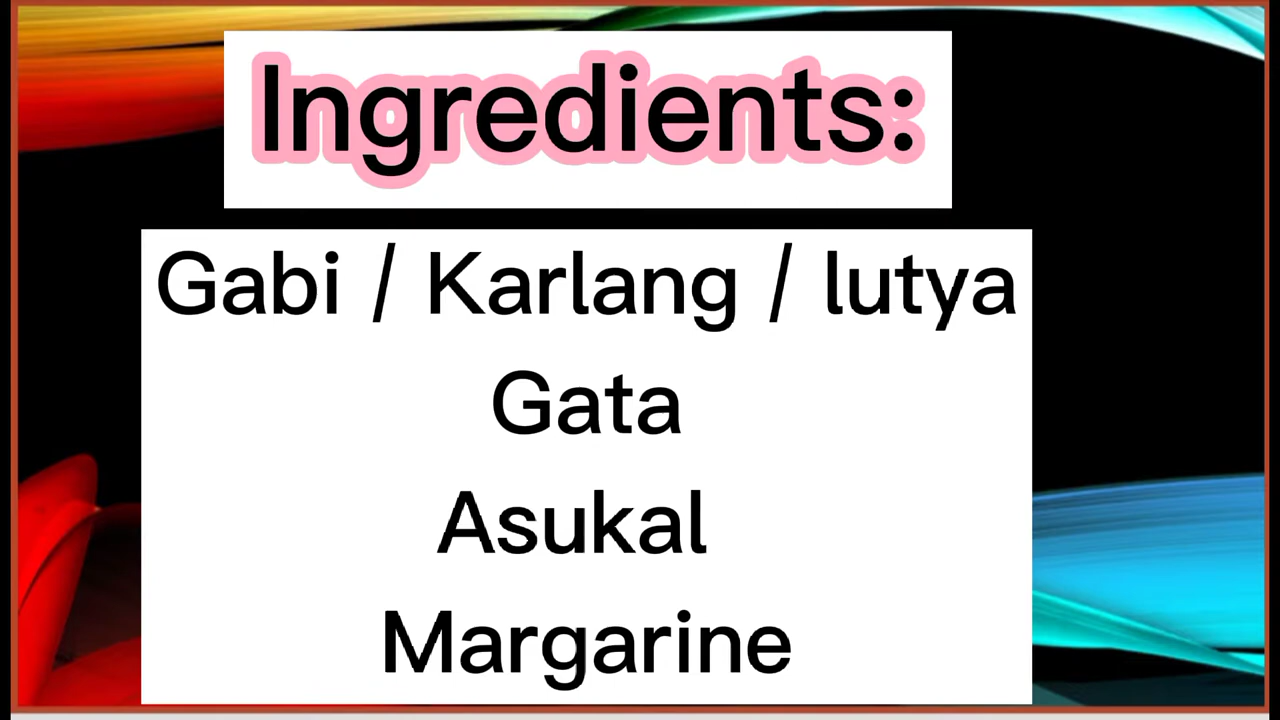 Ingredients:
Gabi / Karlang / lutya
Gata
Asukal
Margarine